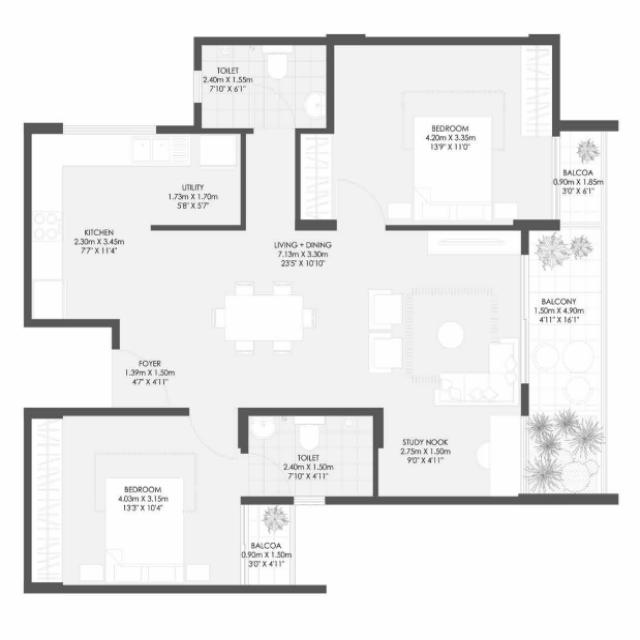 TOILET
2.40m X 1.55m
7'10" X 6'1"
BEDROOM
4.20m X 3.35m
13'9" X 11'0"
BALCOA
0.90m X 1.85m
3'0" X 6'1"
UTILITY
1.73m X 1.70m
5'8" X 5'7"
KITCHEN
2.30m X 3.45m
7'7" X 11'4"
LIVING + DINING
7.13m X 3.30m
23'5" X 10'10"
BALCONY
1.50m X 4.90m
4'11" X 16'1"
FOYER
1.39m X 1.50m
4'7" X 4'11"
STUDY NOOK
2.75m X 1.50m
9'0" X 4'11"
TOILET
2.40m X 1.50m
7'10" X 4'11"
BEDROOM
4.03m X 3.15m
13'3" X 10'4"
BALCOA
0.90m X 1.50m
3'0" X 4'11"